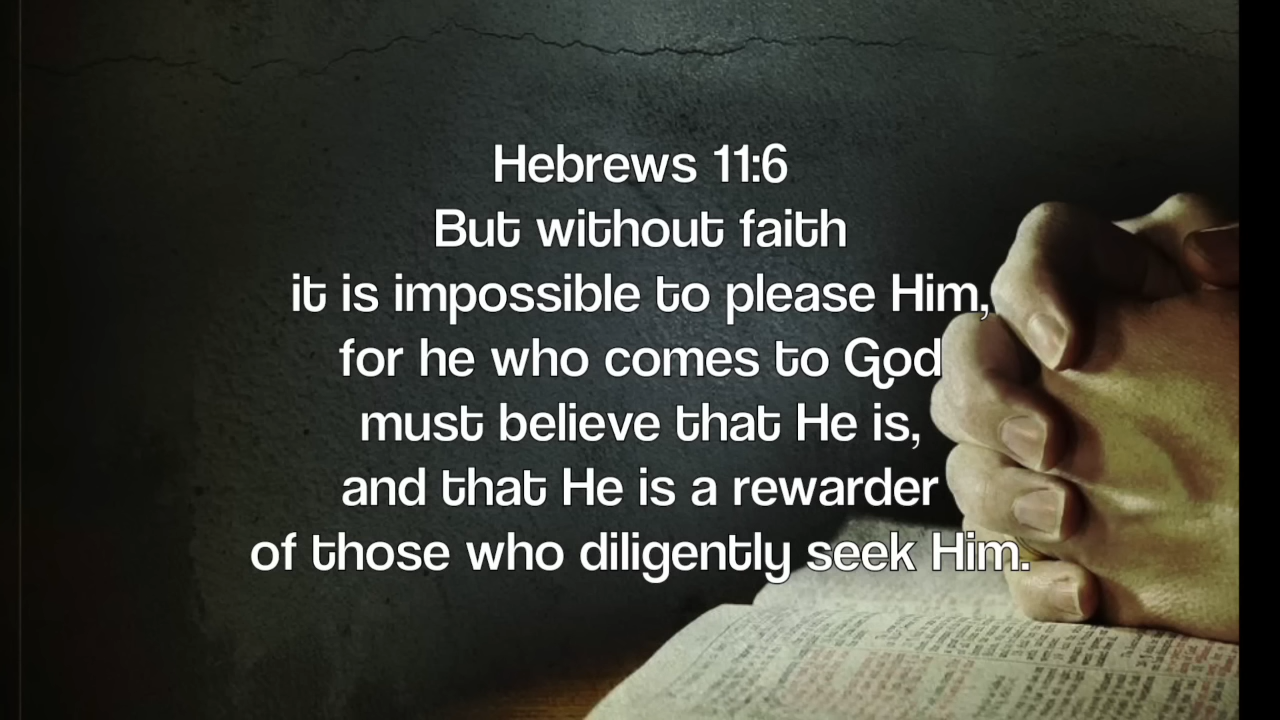 Hebrews 11:6
But without faith
it is impossible to please Him,
for he who comes to God
must believe that He is,
and that He is a rewarder
of those who diligently seek Him.